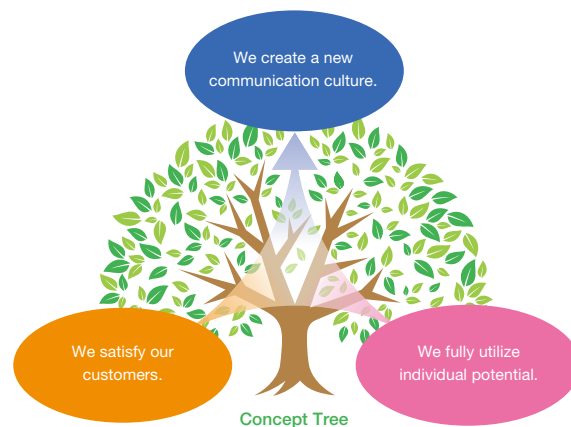 We create a new
communication culture.
We satisfy our
customers.
We fully utilize
individual potential.
Concept Tree